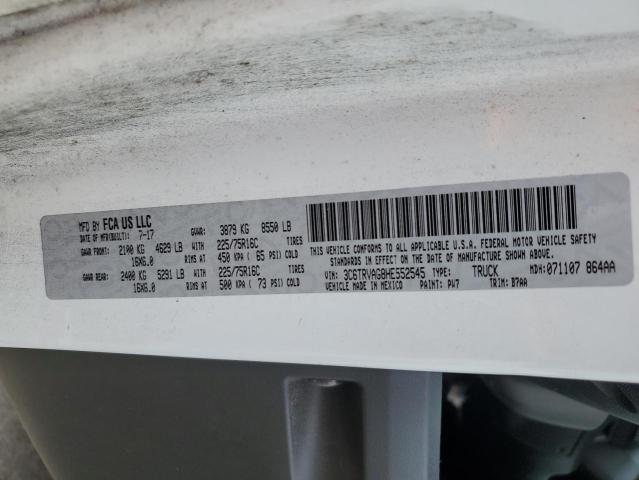 MFD BY FCA US LLC
DATE OF MFR(BUILT): 7-17 GVWR: 3879 KG 8550 LB
GAWR FRONT: 2100 KG 4629 LB WITH 225/75R16C TIRES
16X6.0 RIMS AT 450 KPA ( 65 PSI) COLD
GAWR REAR: 2400 KG 5291 LB WITH 225/75R16C TIRES
16X6.0 RIMS AT 500 KPA ( 73 PSI) COLD
THIS VEHICLE CONFORMS TO ALL APPLICABLE U.S.A. FEDERAL MOTOR VEHICLE SAFETY
STANDARDS IN EFFECT ON THE DATE OF MANUFACTURE SHOWN ABOVE.
VIN: 3C6TRVAG8HE552545 TYPE: TRUCK MDH: 071107 864AA
VEHICLE MADE IN MEXICO PAINT: PW7 TRIM: B7AA